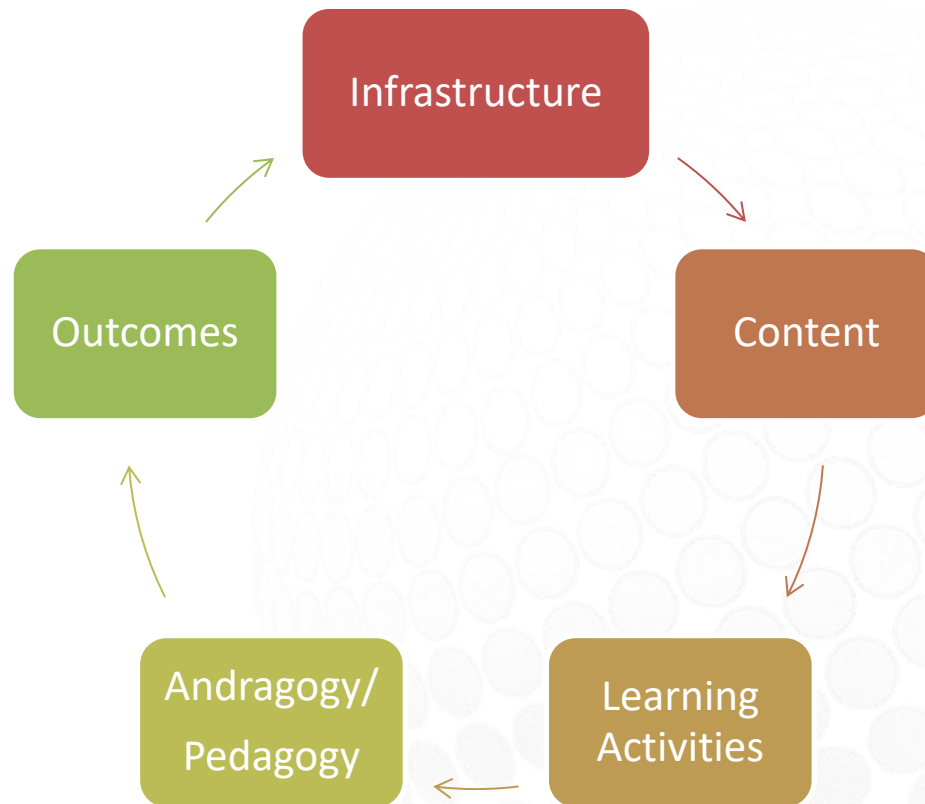 Infrastructure
Content
Learning
Activities
Andragogy/
Pedagogy
Outcomes